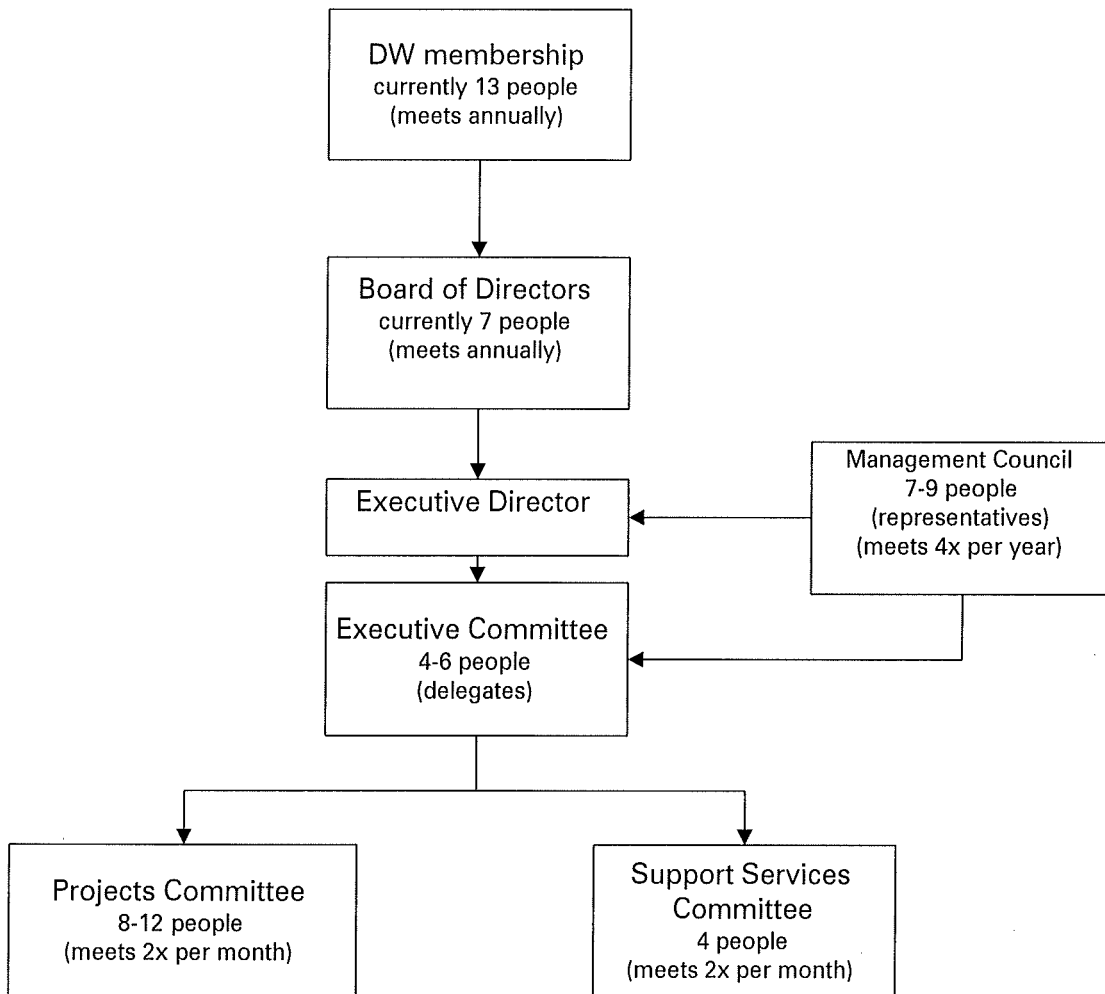 DW membership
currently 13 people
(meets annually)
Board of Directors
currently 7 people
(meets annually)
Executive Director
Management Council
7-9 people
(representatives)
(meets 4x per year)
Executive Committee
4-6 people
(delegates)
Projects Committee
8-12 people
(meets 2x per month)
Support Services
Committee
4 people
(meets 2x per month)